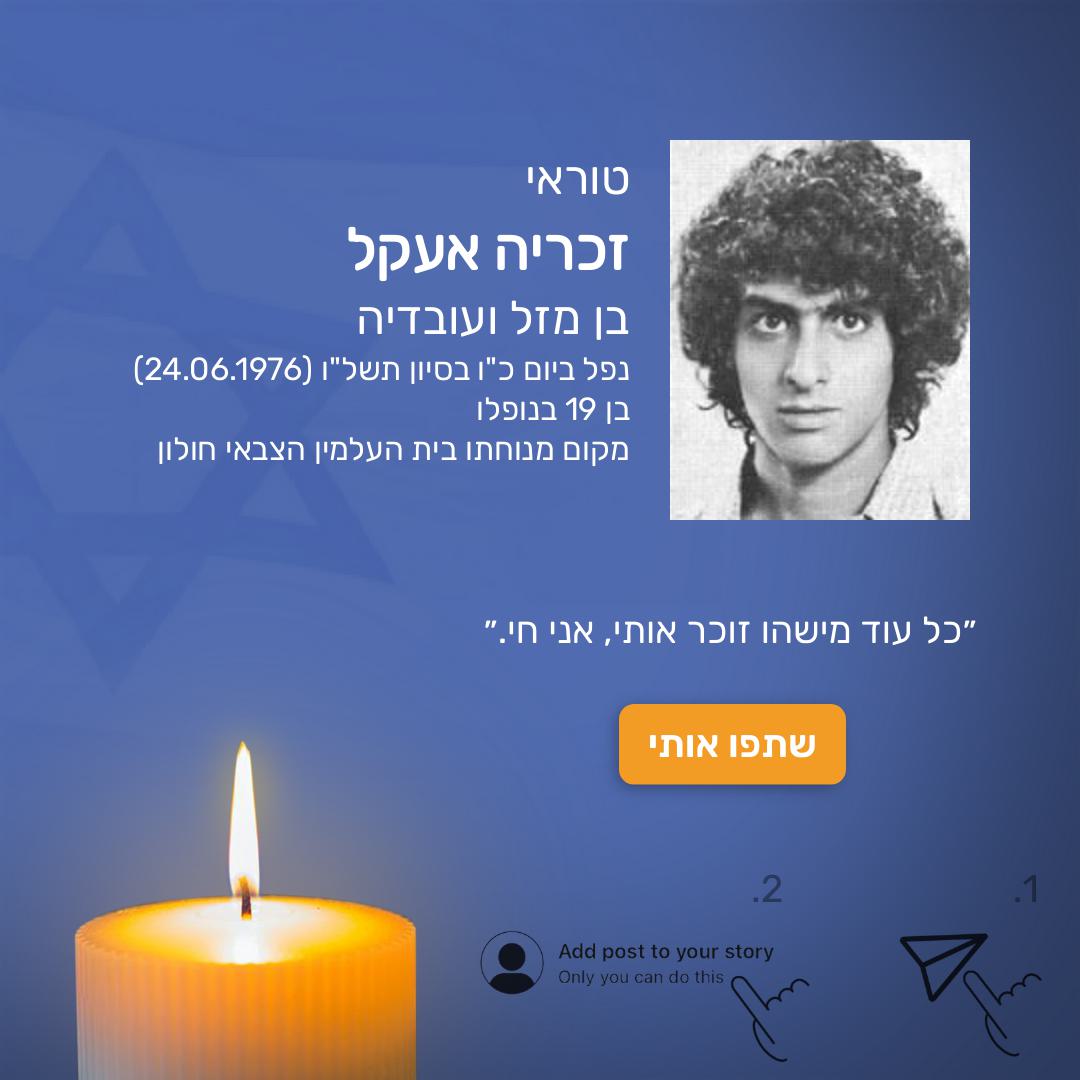 טוראי
זכריה אעקל
בן מזל ועובדיה
נפל ביום כ"ו בסיון תשל"ו (24.06.1976)
בן 19 בנופלו
מקום מנוחתו בית העלמין הצבאי חולון
״כל עוד מישהו זוכר אותי, אני חי.״
שתפו אותי
1.
2.
Add post to your story
Only you can do this